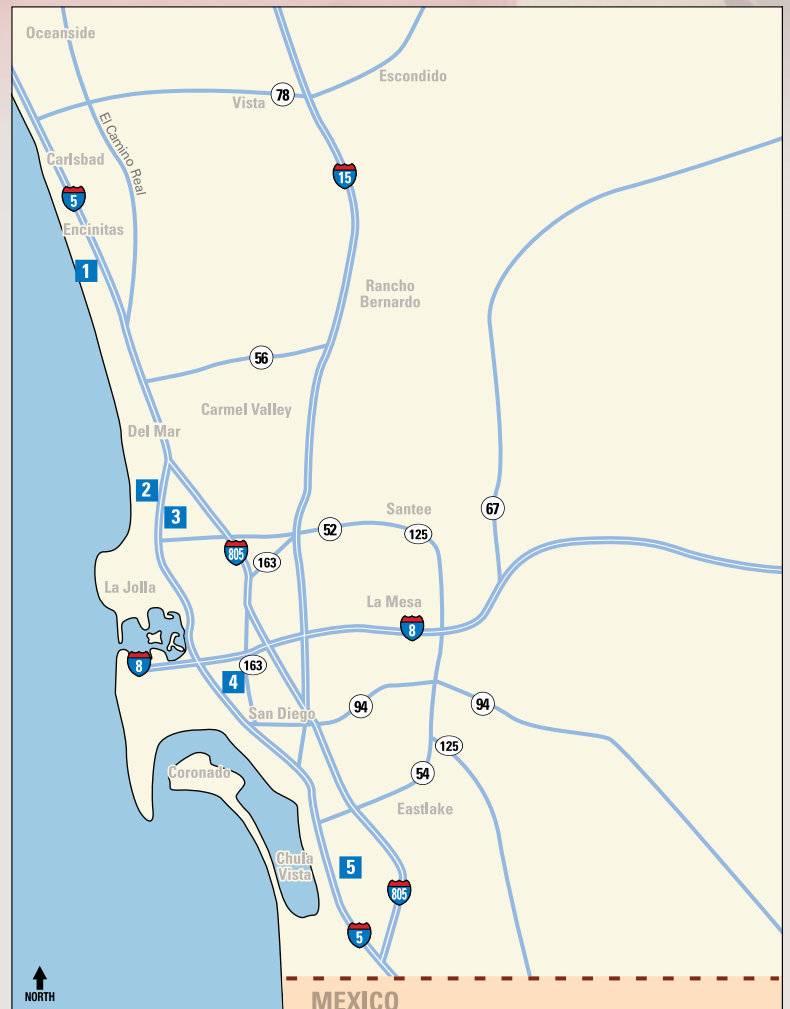 Oceanside
Escondido
78
Vista
El Camino Real
Carlsbad
15
5
Encinitas
1
Rancho
Bernardo
56
Carmel Valley
Del Mar
2
3
Santee
67
52
125
805
163
La Jolla
La Mesa
8
8
163
4
94
94
San Diego
125
Coronado
54
Eastlake
Chula
Vista
5
805
5
NORTH
MEXICO